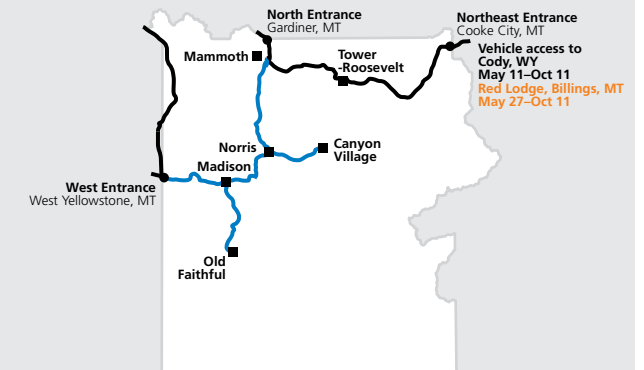 North Entrance
Gardiner, MT
Northeast Entrance
Cooke City, MT
Mammoth
Tower
-Roosevelt
Vehicle access to
Cody, WY
May 11–Oct 11
Red Lodge, Billings, MT
May 27–Oct 11
Norris
Canyon
Village
Madison
West Entrance
West Yellowstone, MT
Old
Faithful